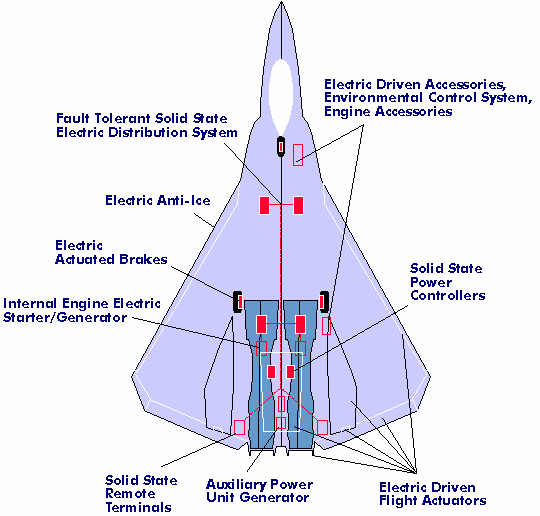 Electric Driven Accessories,
Environmental Control System,
Engine Accessories
Fault Tolerant Solid State
Electric Distribution System
Electric Anti-Ice
Electric
Actuated Brakes
Solid State
Power
Controllers
Internal Engine Electric
Starter/Generator
Solid State
Remote
Terminals
Auxiliary Power
Unit Generator
Electric Driven
Flight Actuators